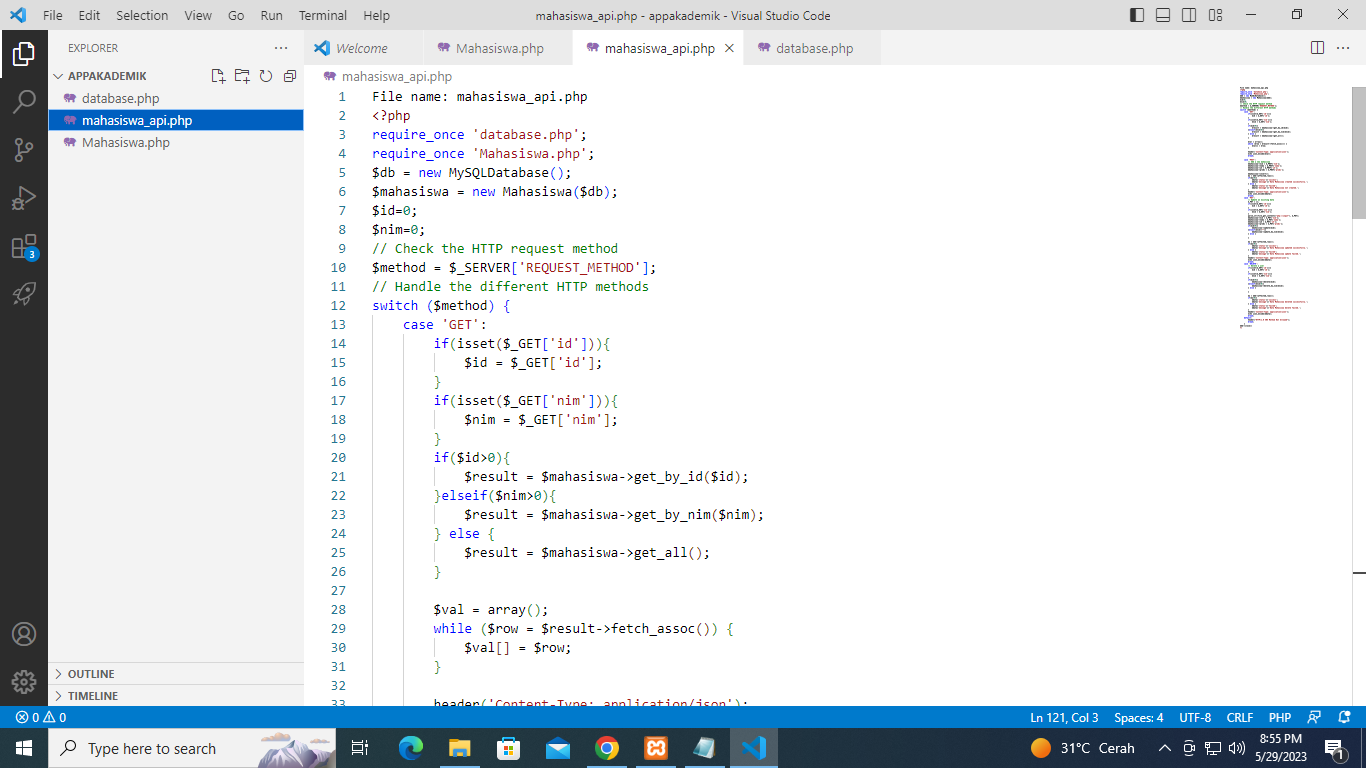 File Edit Selection View Go Run Terminal Help
mahasiswa_api.php - appakademik - Visual Studio Code
EXPLORER
APPAKADEMIK
database.php
mahasiswa_api.php
Mahasiswa.php
OUTLINE
TIMELINE
3
Welcome
Mahasiswa.php
mahasiswa_api.php
database.php
mahasiswa_api.php
1 File name: mahasiswa_api.php
2 <?php
3 require_once 'database.php';
4 require_once 'Mahasiswa.php';
5 $db = new MySQLDatabase();
6 $mahasiswa = new Mahasiswa($db);
7 $id=0;
8 $nim=0;
9 // Check the HTTP request method
10 $method = $_SERVER['REQUEST_METHOD'];
11 // Handle the different HTTP methods
12 switch ($method) {
13 case 'GET':
14 if(isset($_GET['id'])){
15 $id = $_GET['id'];
16 }
17 if(isset($_GET['nim'])){
18 $nim = $_GET['nim'];
19 }
20 if($id>0){
21 $result = $mahasiswa->get_by_id($id);
22 }elseif($nim>0){
23 $result = $mahasiswa->get_by_nim($nim);
24 } else {
25 $result = $mahasiswa->get_all();
26 }
27
28 $val = array();
29 while ($row = $result->fetch_assoc()) {
30 $val[] = $row;
31 }
32
33 header('Content-Type: application/json');
0 0
Ln 121, Col 3 Spaces: 4 UTF-8 CRLF PHP
Type here to search
31°C Cerah
8:55 PM
5/29/2023
1